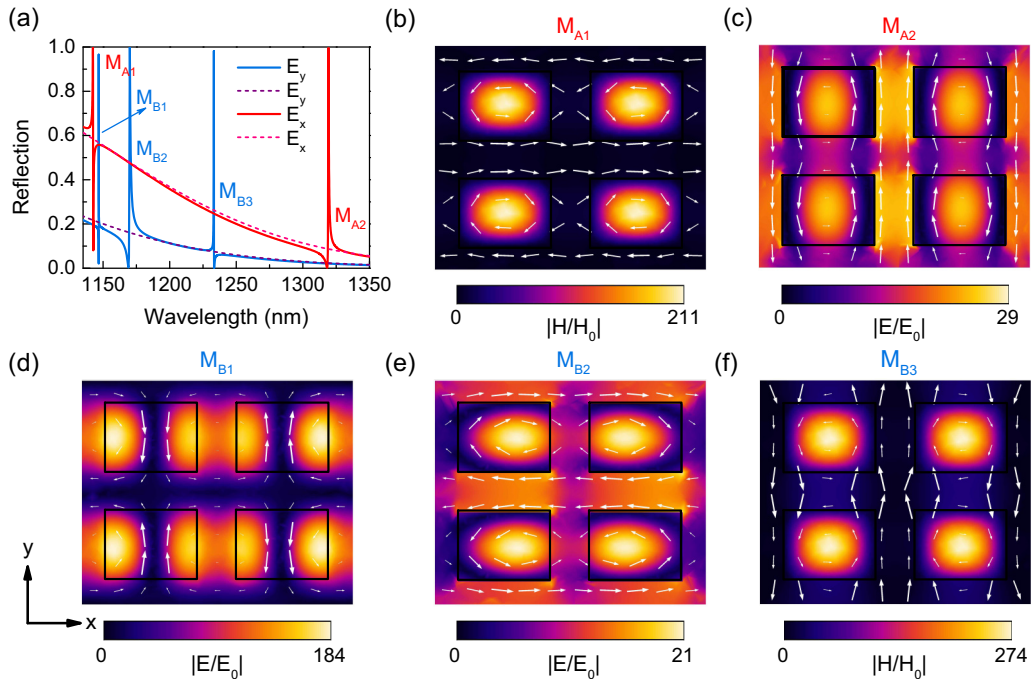 (a)
Reflection
1.0
0.8
0.6
0.4
0.2
0.0
M_A1
M_B1
M_B2
M_B3
M_A2
E_y
E_y
E_x
E_x
1150
1200
1250
1300
1350
Wavelength (nm)
(b)
M_A1
0
211
|H/H_0|
(c)
M_A2
0
29
|E/E_0|
(d)
M_B1
y
x
0
184
|E/E_0|
(e)
M_B2
0
21
|E/E_0|
(f)
M_B3
0
274
|H/H_0|